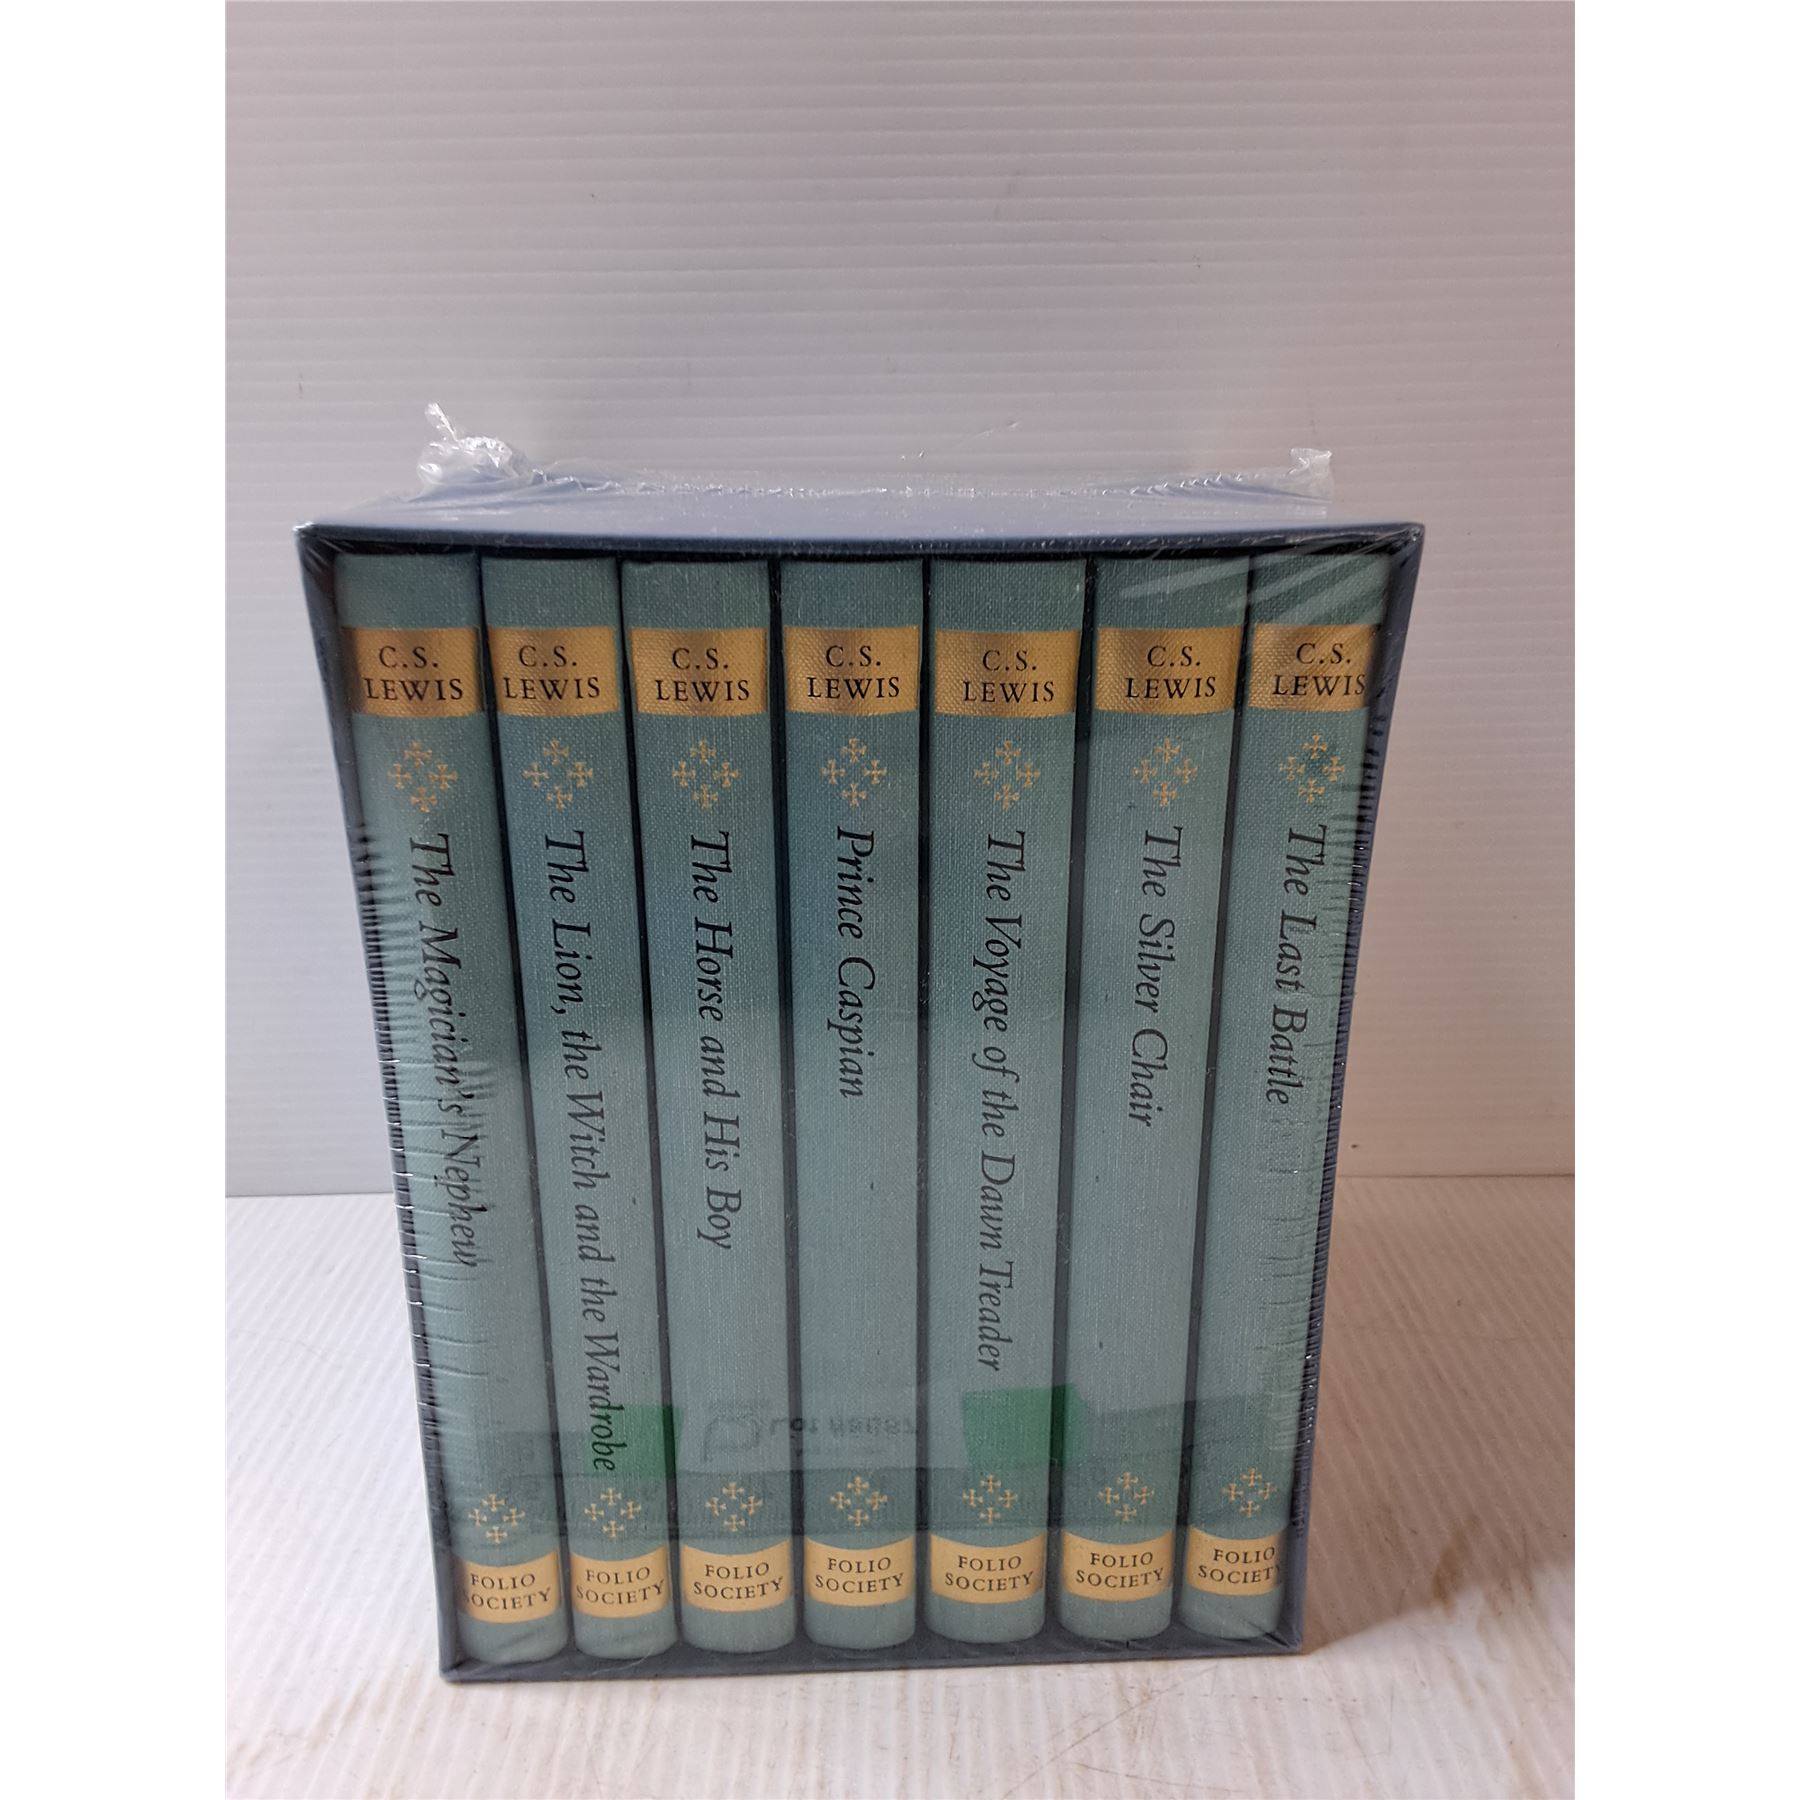 C.S.
LEWIS
The Magician's Nephew
FOLIO
SOCIETY
C.S.
LEWIS
The Lion, the Witch and the Wardrobe
FOLIO
SOCIETY
C.S.
LEWIS
The Horse and His Boy
FOLIO
SOCIETY
C.S.
LEWIS
Prince Caspian
FOLIO
SOCIETY
C.S.
LEWIS
The Voyage of the Dawn Treader
FOLIO
SOCIETY
C.S.
LEWIS
The Silver Chair
FOLIO
SOCIETY
C.S.
LEWIS
The Last Battle
FOLIO
SOCIETY